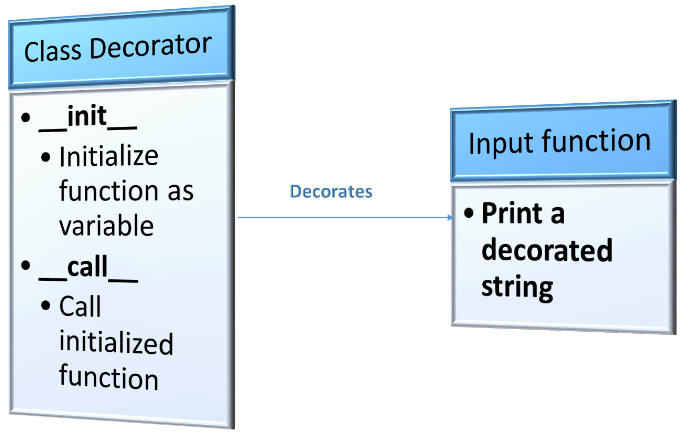 Class Decorator
• __init__
• Initialize
function as
variable
• __call__
• Call
initialized
function
Decorates
Input function
• Print a
decorated
string